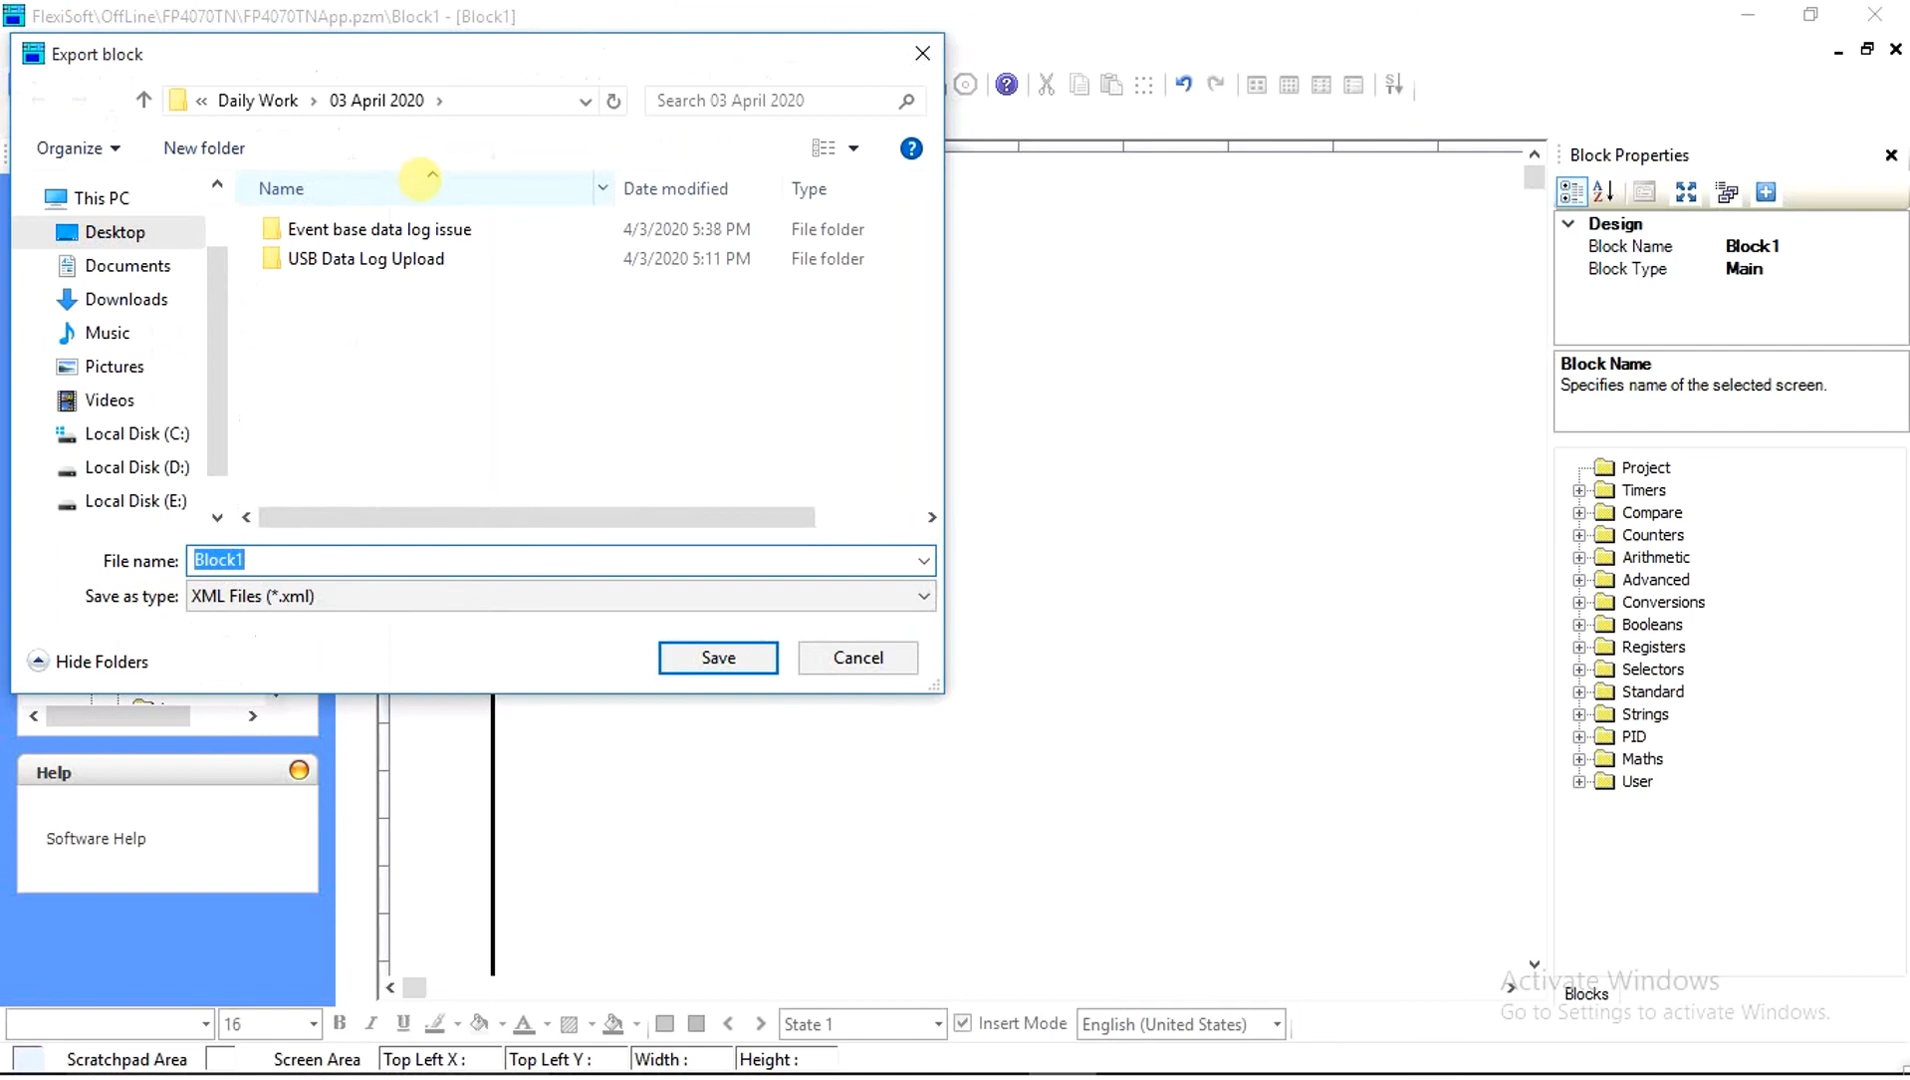 FlexiSoft\OffLine\FP4070TN\FP4070TNApp.pzm\Block1 - [Block1]
Export block
« Daily Work › 03 April 2020 ›
Search 03 April 2020
Organize
New folder
Name
Date modified
Type
This PC
Desktop
Documents
Downloads
Music
Pictures
Videos
Local Disk (C:)
Local Disk (D:)
Local Disk (E:)
Event base data log issue
4/3/2020 5:38 PM
File folder
USB Data Log Upload
4/3/2020 5:11 PM
File folder
File name:
Block1
Save as type:
XML Files (*.xml)
Hide Folders
Save
Cancel
Help
Software Help
Block Properties
Design
Block Name
Block1
Block Type
Main
Block Name
Specifies name of the selected screen.
Project
Timers
Compare
Counters
Arithmetic
Advanced
Conversions
Booleans
Registers
Selectors
Standard
Strings
PID
Maths
User
Blocks
Activate Windows
Go to Settings to activate Windows.
16
B
I
U
A
State 1
Insert Mode
English (United States)
Scratchpad Area
Screen Area
Top Left X :
Top Left Y :
Width :
Height :